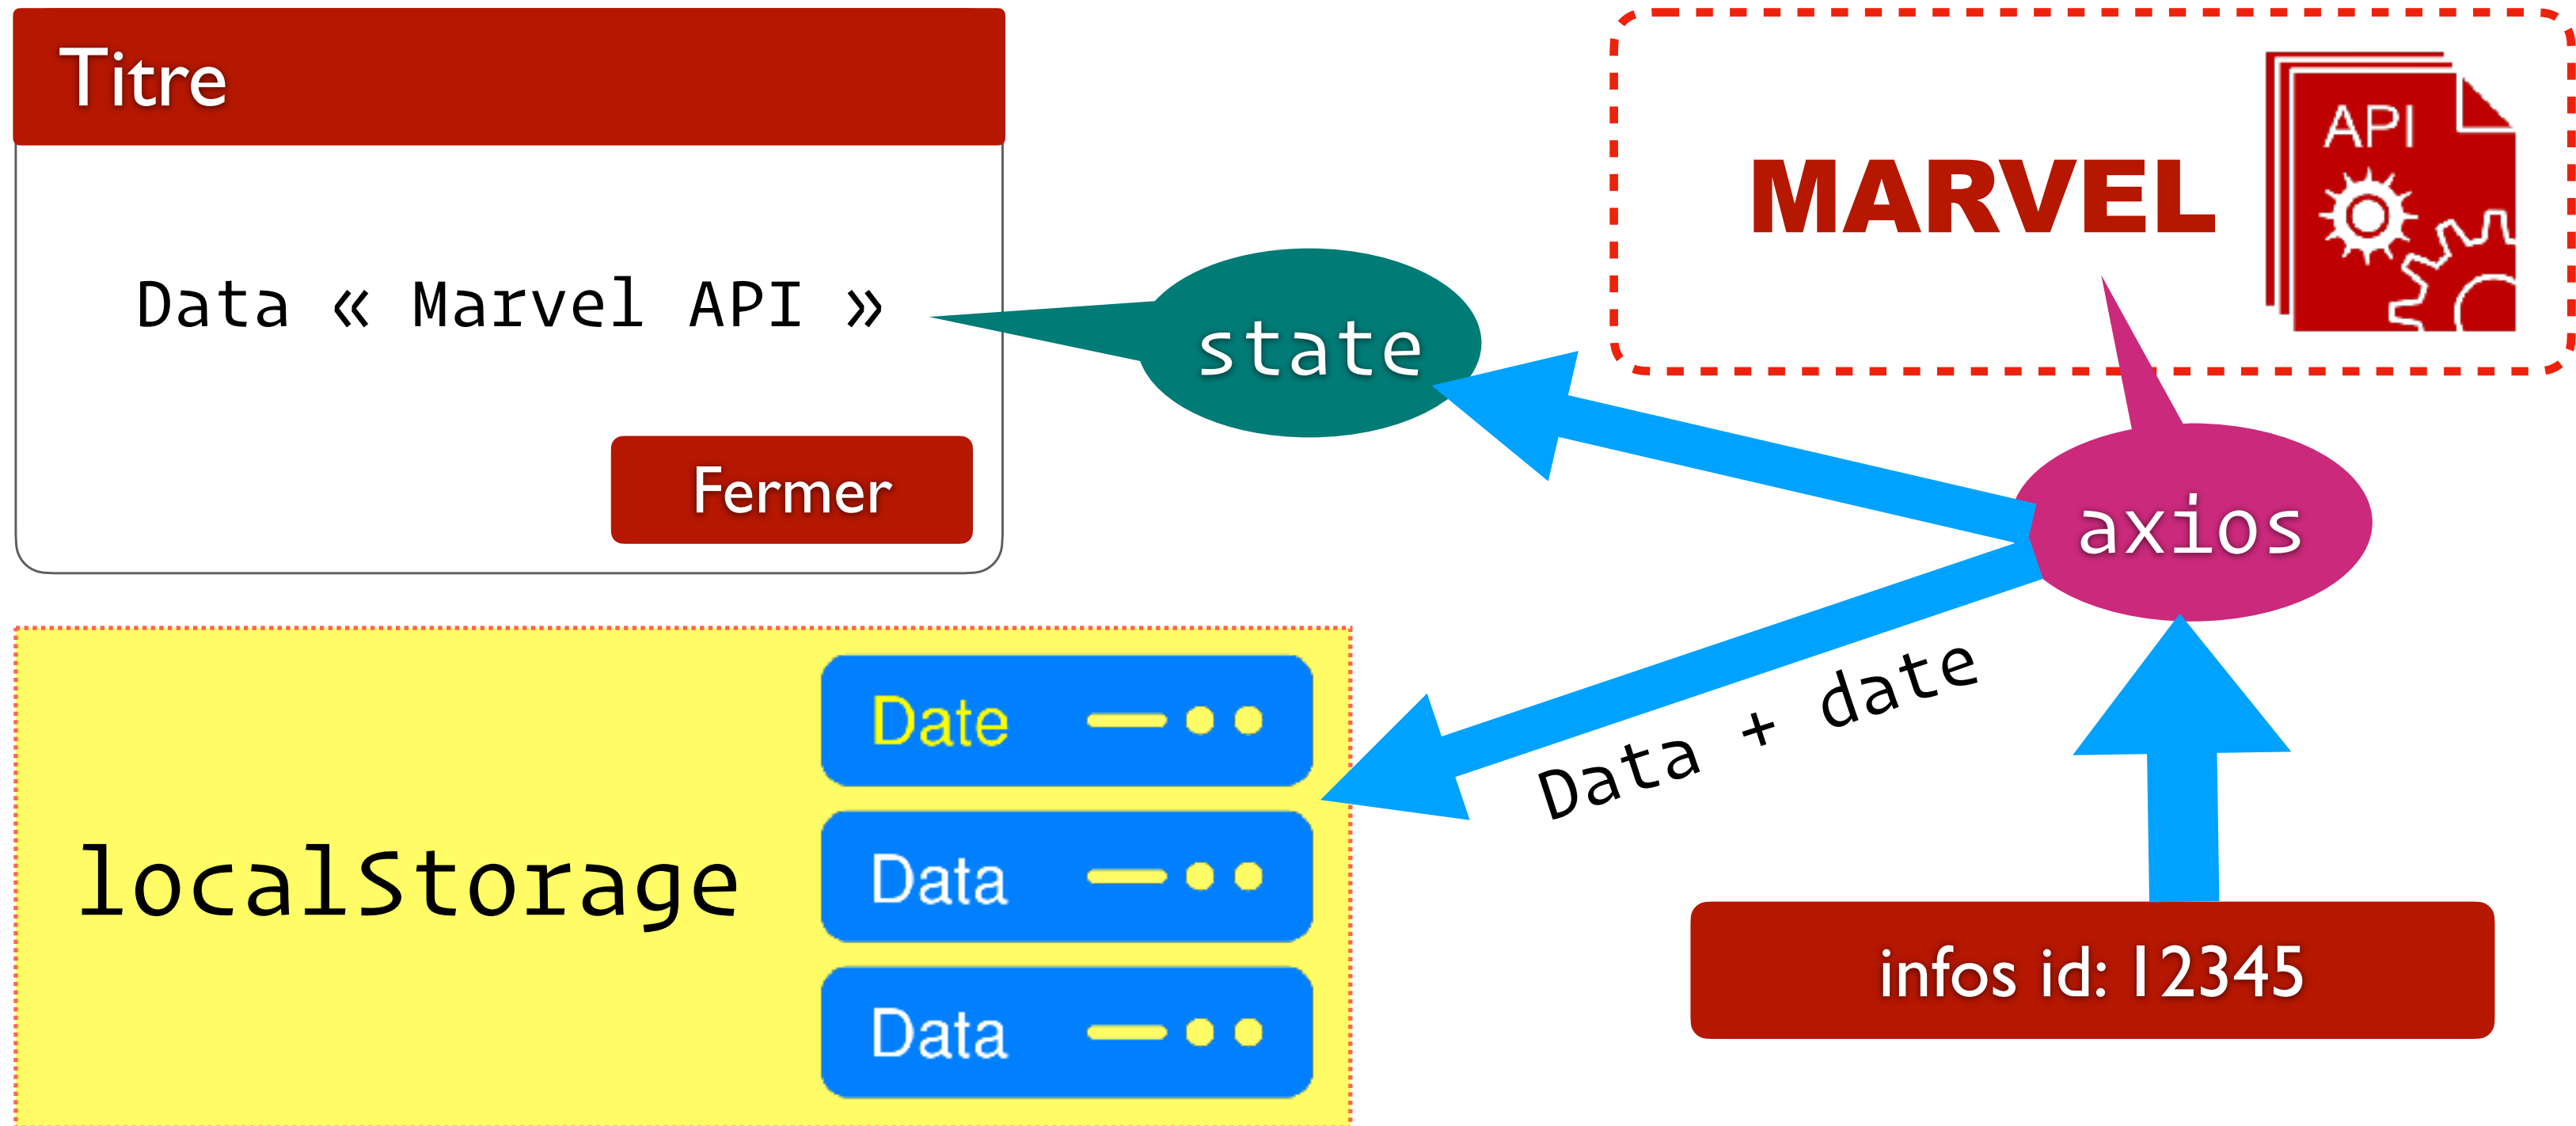 Titre
Data « Marvel API »
Fermer
state
MARVEL
API
axios
Data + date
localStorage
Date
Data
Data
infos id: 12345